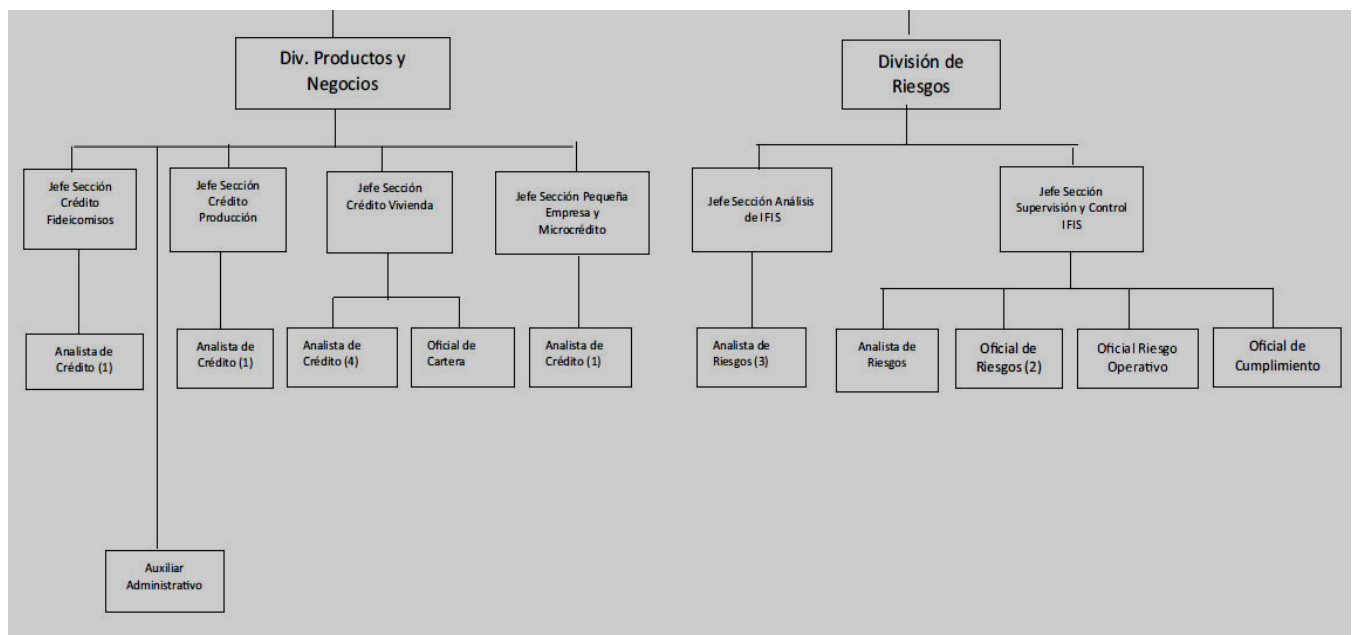 Div. Productos y
Negocios
División de
Riesgos
Jefe Sección
Crédito
Fideicomisos
Jefe Sección
Crédito
Producción
Jefe Sección
Crédito Vivienda
Jefe Sección Pequeña
Empresa y
Microcrédito
Jefe Sección Análisis
de IFIS
Jefe Sección
Supervisión y Control
IFIS
Analista de
Crédito (1)
Analista de
Crédito (1)
Analista de
Crédito (4)
Oficial de
Cartera
Analista de
Crédito (1)
Analista de
Riesgos (3)
Analista de
Riesgos
Oficial de
Riesgos (2)
Oficial Riesgo
Operativo
Oficial de
Cumplimiento
Auxiliar
Administrativo